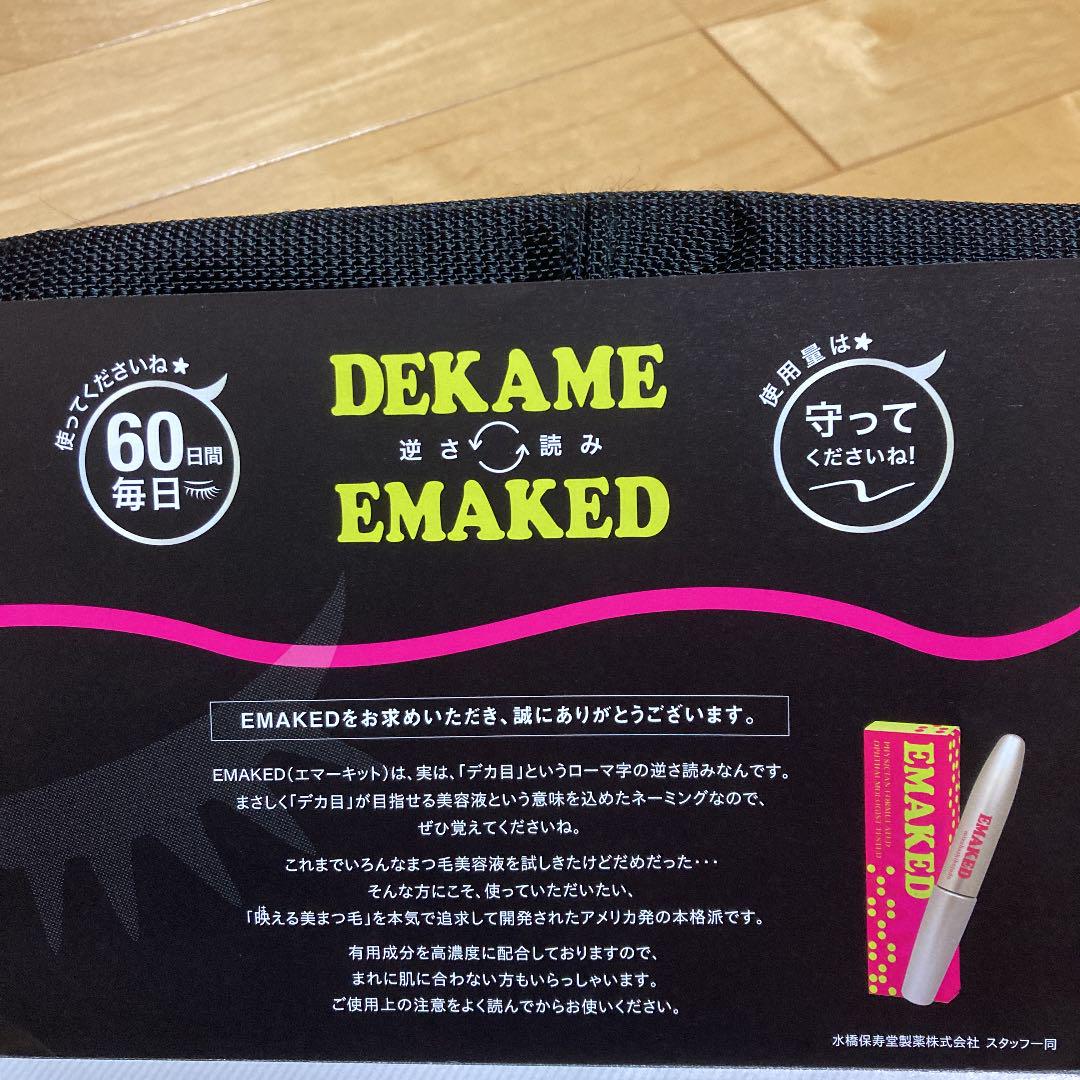 使ってくださいね★
60日間
毎日
DEKAME
逆さ 読み
EMAKED
使用量は★
守って
くださいね!
EMAKEDをお求めいただき、誠にありがとうございます。
EMAKED(エマーキット)は、実は、「デカ目」というローマ字の逆さ読みなんです。
まさしく「デカ目」が目指せる美容液という意味を込めたネーミングなので、
ぜひ覚えてくださいね。
これまでいろんなまつ毛美容液を試しきたけどだめだった・・・
そんな方にこそ、使っていただいたい、
「映える美まつ毛」を本気で追求して開発されたアメリカ発の本格派です。
有用成分を高濃度に配合しておりますので、
まれに肌に合わない方もいらっしゃいます。
ご使用上の注意をよく読んでからお使いください。
EMAKED
PHYSICIAN FORMULATED
OPHTHALMOLOGIST TESTED
EMAKED
水橋保寿堂製薬株式会社 スタッフ一同